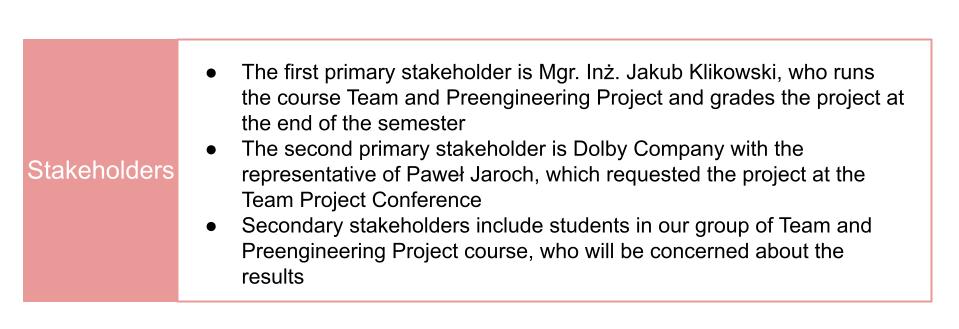 Stakeholders
● The first primary stakeholder is Mgr. Inż. Jakub Klikowski, who runs
the course Team and Preengineering Project and grades the project at
the end of the semester
● The second primary stakeholder is Dolby Company with the
representative of Paweł Jaroch, which requested the project at the
Team Project Conference
● Secondary stakeholders include students in our group of Team and
Preengineering Project course, who will be concerned about the
results